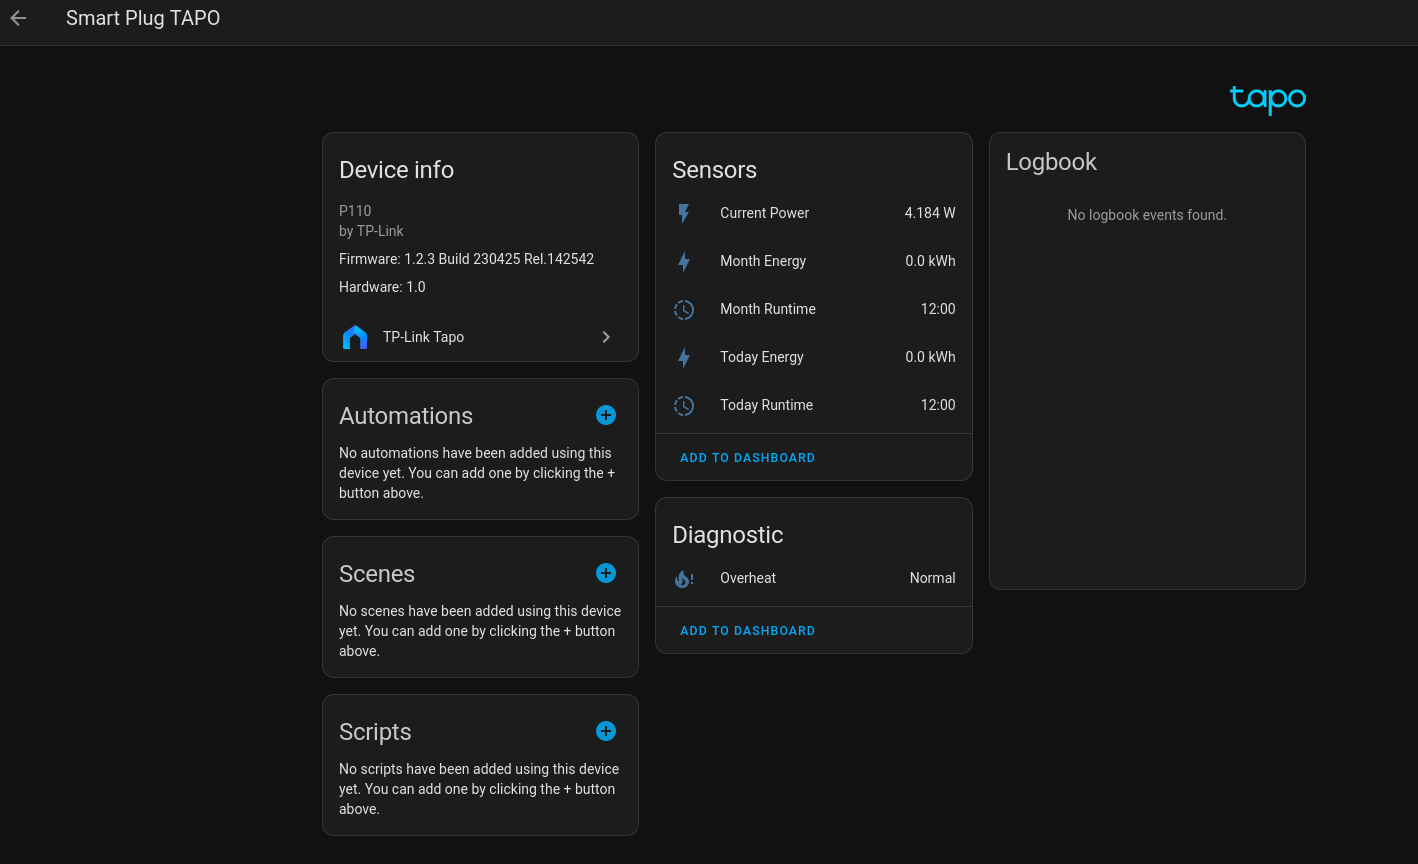 Smart Plug TAPO
tapo
Device info
P110
by TP-Link
Firmware: 1.2.3 Build 230425 Rel.142542
Hardware: 1.0
TP-Link Tapo
Automations
No automations have been added using this
device yet. You can add one by clicking the +
button above.
Scenes
No scenes have been added using this device
yet. You can add one by clicking the + button
above.
Scripts
No scripts have been added using this device
yet. You can add one by clicking the + button
above.
Sensors
Current Power 4.184 W
Month Energy 0.0 kWh
Month Runtime 12:00
Today Energy 0.0 kWh
Today Runtime 12:00
ADD TO DASHBOARD
Diagnostic
Overheat Normal
ADD TO DASHBOARD
Logbook
No logbook events found.